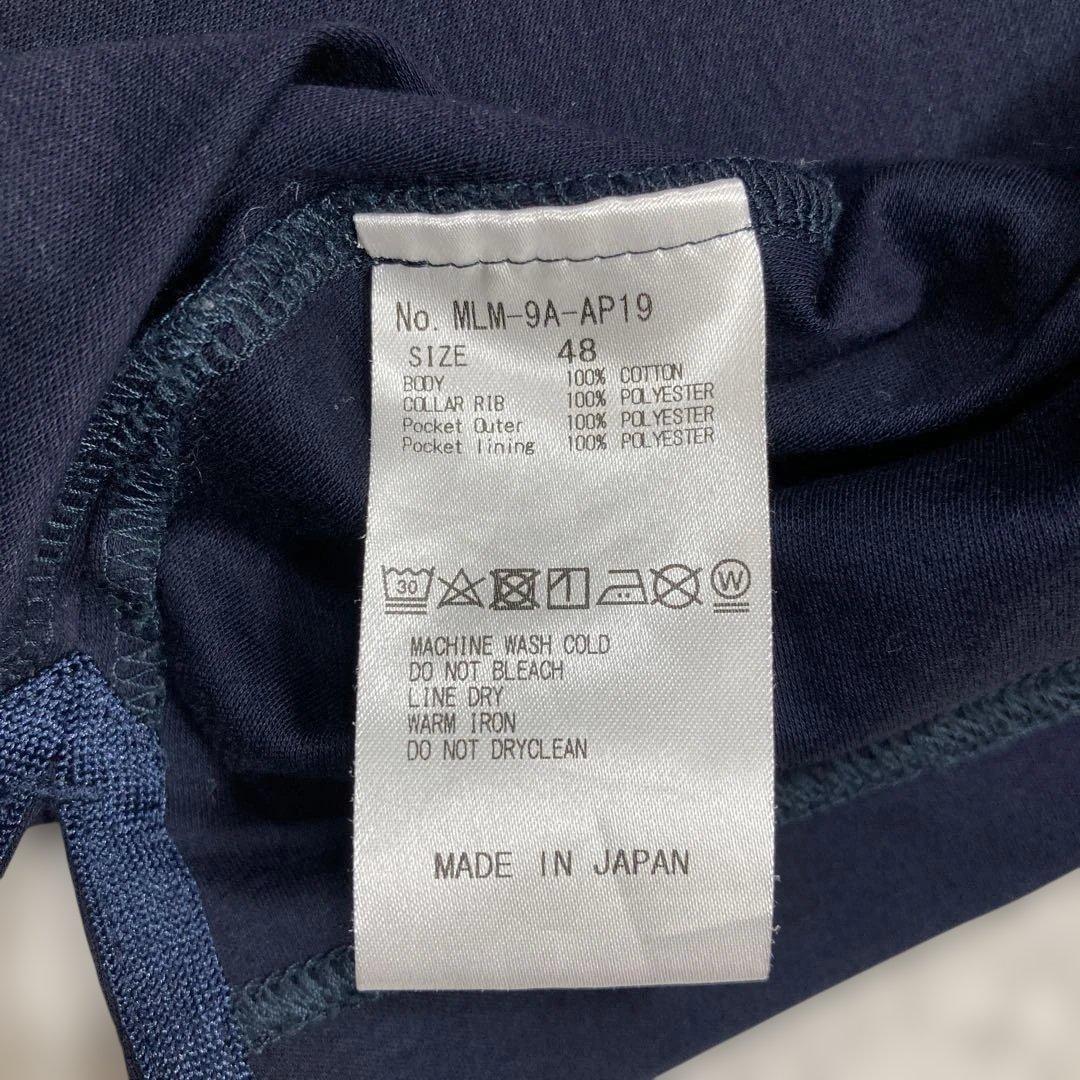 No. MLM-9A-AP19
SIZE 48
BODY 100% COTTON
COLLAR RIB 100% POLYESTER
Pocket Outer 100% POLYESTER
Pocket lining 100% POLYESTER
30 W
MACHINE WASH COLD
DO NOT BLEACH
LINE DRY
WARM IRON
DO NOT DRYCLEAN
MADE IN JAPAN